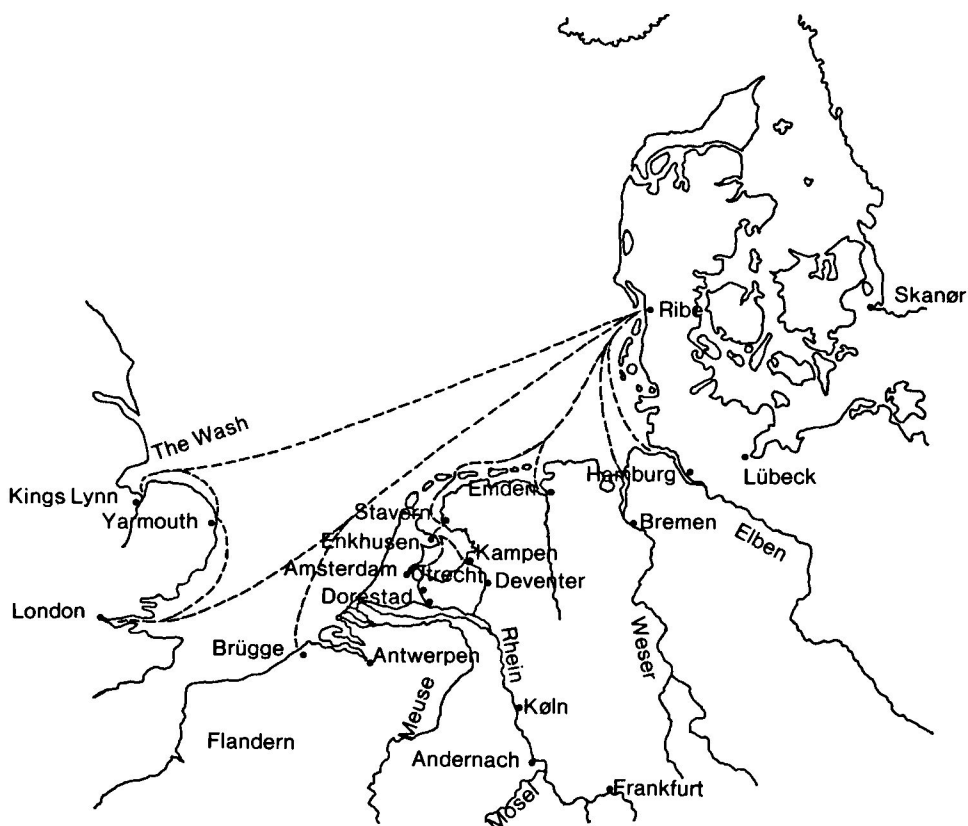 Skanør
Ribe
The Wash
Hamburg
Lübeck
Kings Lynn
Emden
Stavern
Yarmouth
Bremen
Enkhusen
Elben
Kampen
Amsterdam
Utrecht
Deventer
Dorestad
London
Rhein
Weser
Brügge
Antwerpen
Meuse
Køln
Flandern
Andernach
Frankfurt
Mosel